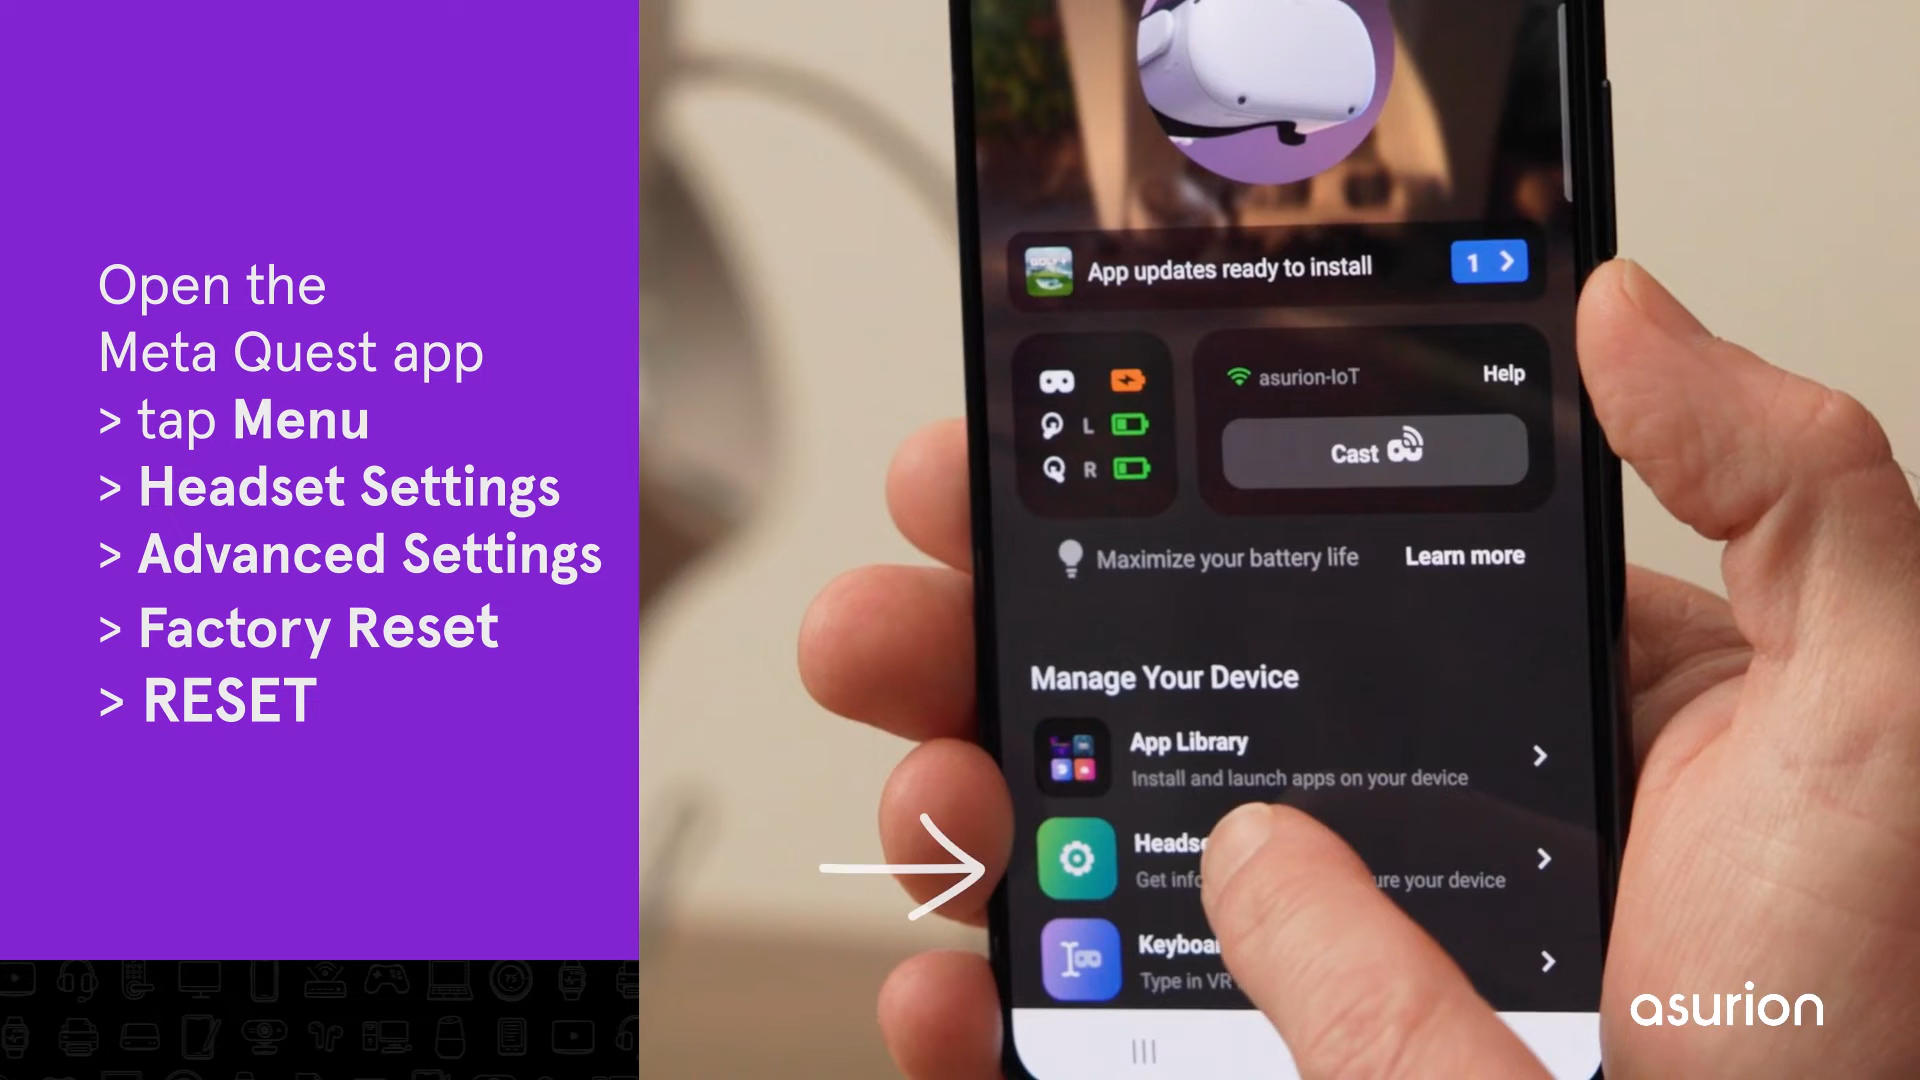 Open the
Meta Quest app
> tap Menu
> Headset Settings
> Advanced Settings
> Factory Reset
> RESET
App updates ready to install
1 >
asurion-IoT
Help
L
Cast
R
Maximize your battery life
Learn more
Manage Your Device
App Library
Install and launch apps on your device
Get
your device
Type in VR
asurion